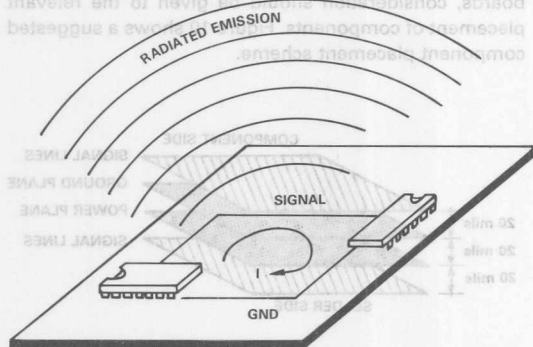 boards, consideration should be given to the relevant
placement of components. Figure shows a suggested
component placement scheme.
RADIATED EMISSION
COMPONENT SIDE
SIGNAL LINES
GROUND PLANE
POWER PLANE
SIGNAL LINES
SIGNAL
20 mils
20 mils
20 mils
I
SOLDER SIDE
GND